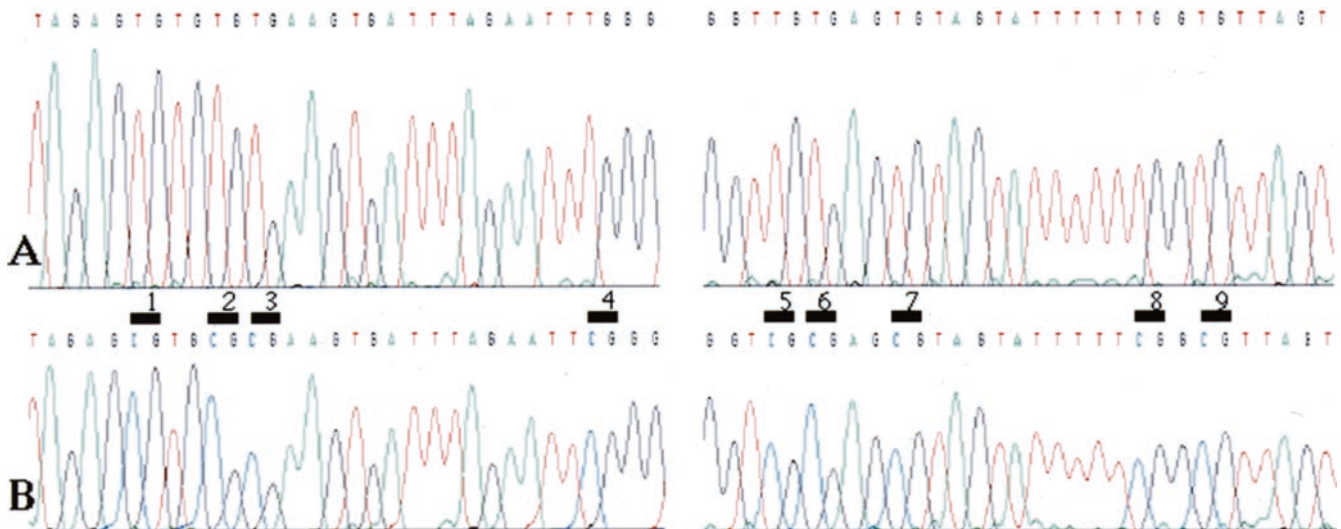 T A G A G T G T G T G T G A A G T G A T T T A G A A T T T G G G
G G T T G T G A G T G T A G T A T T T T T T G G T G T T A G T
A
1 2 3 4 5 6 7 8 9
T A G A G C G T G C G C G A A G T G A T T T A G A A T T C G G G
G G T C G C G A G C G T A G T A T T T T T C G G C G T T A G T
B